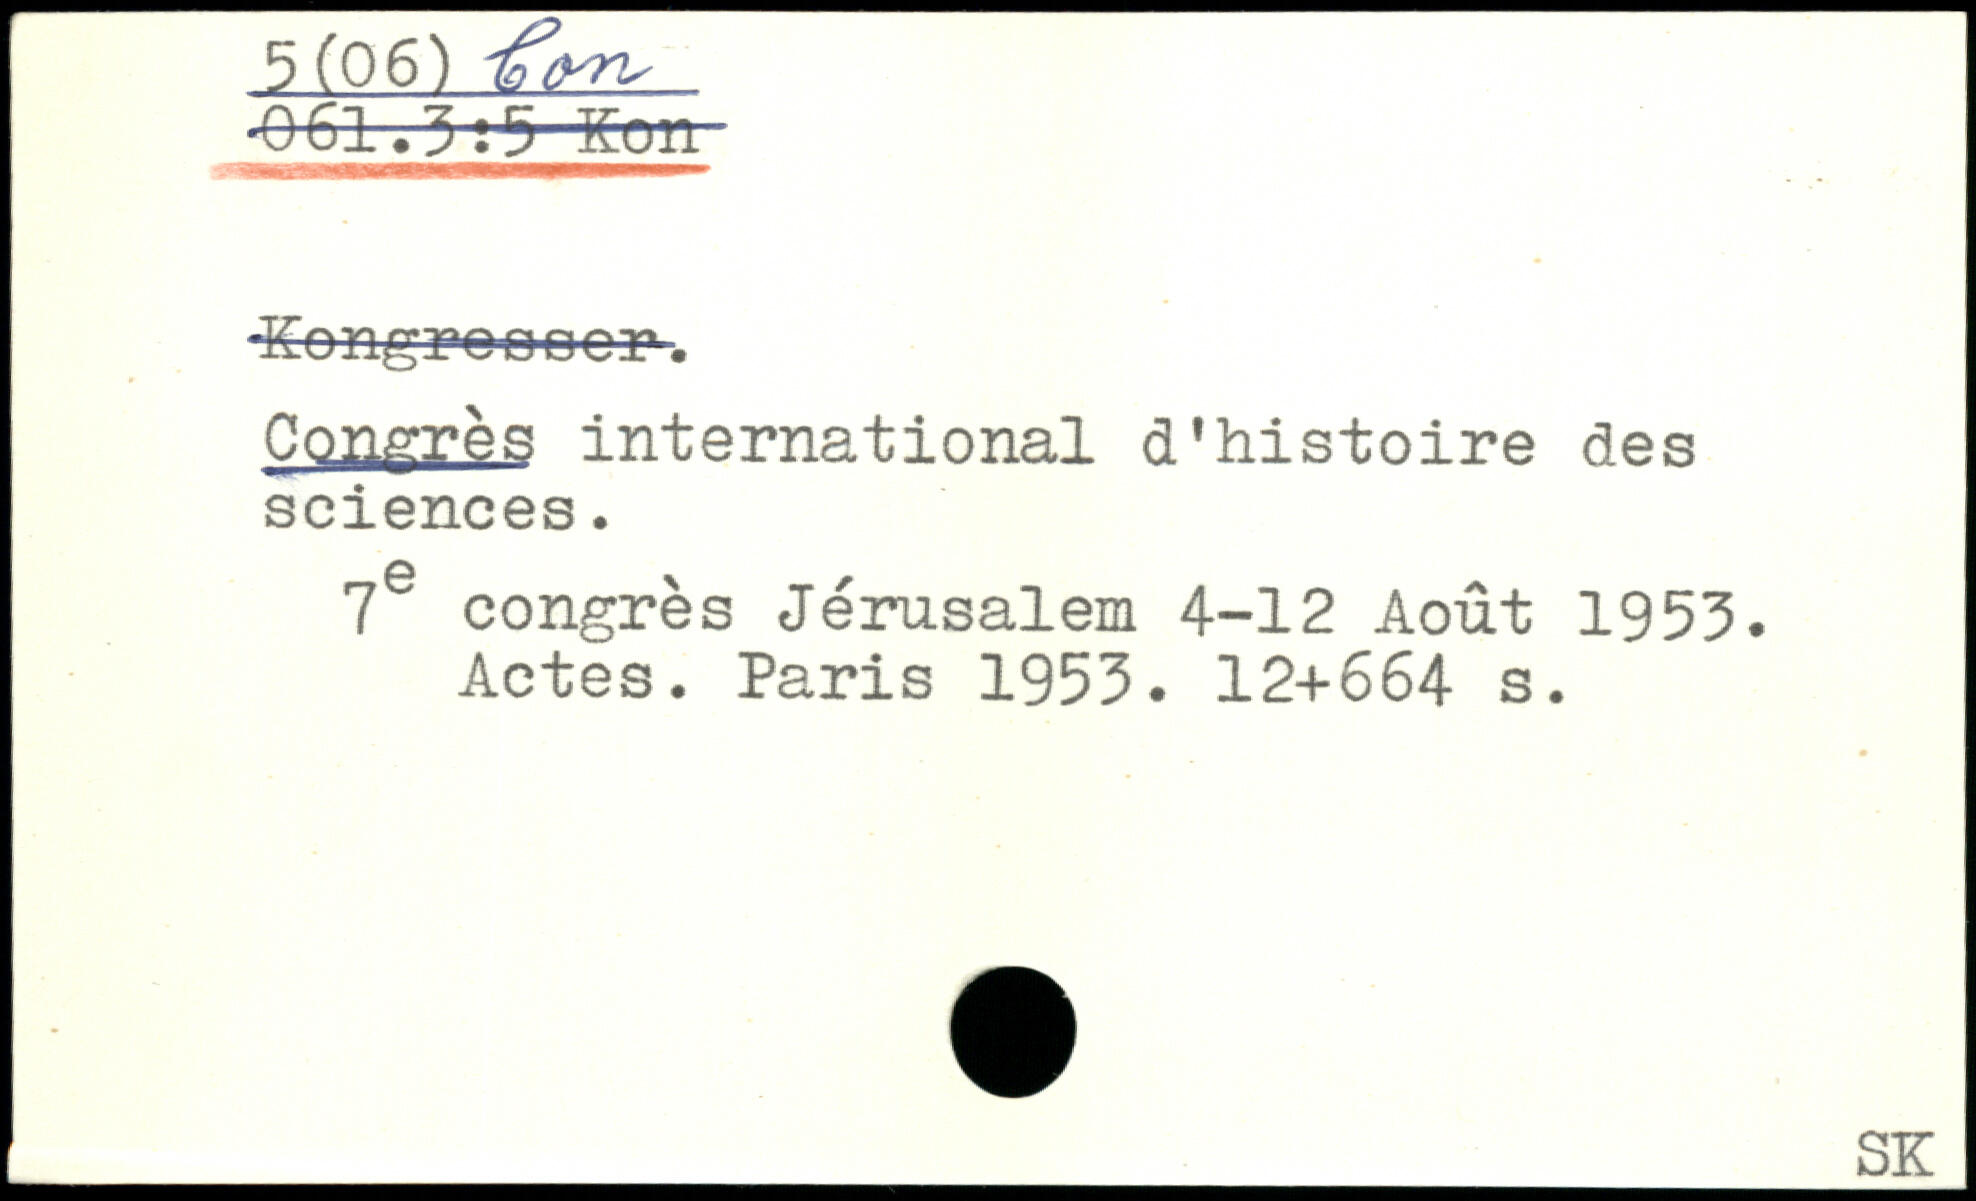 5(06) Con
061.3:5 Kon
Kongresser.
Congrès international d'histoire des
sciences.
7e congrès Jérusalem 4-12 Août 1953.
Actes. Paris 1953. 12+664 s.
SK